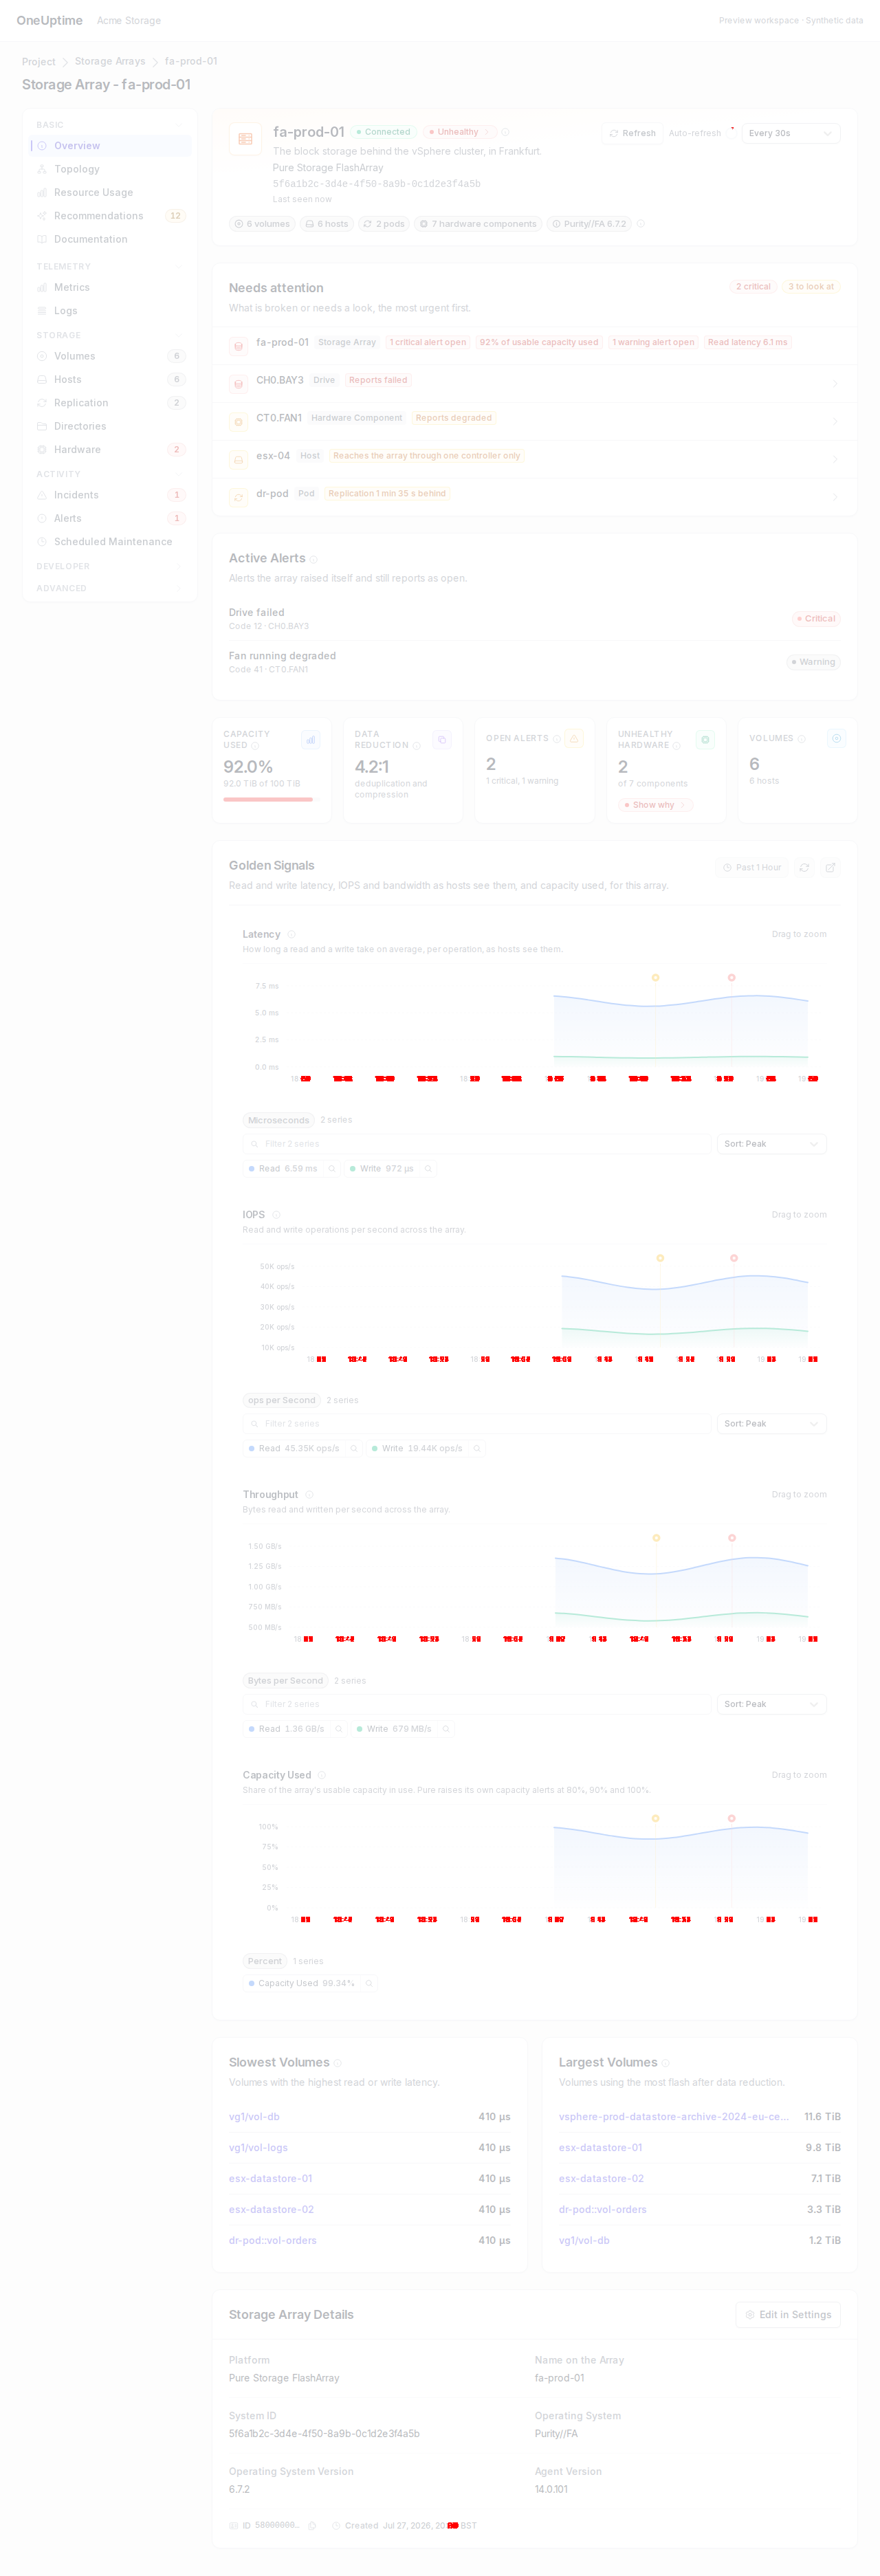 OneUptime Acme Storage Preview workspace · Synthetic data
Project Storage Arrays fa-prod-01
Storage Array - fa-prod-01
BASIC
Overview
Topology
Resource Usage
Recommendations 12
Documentation
TELEMETRY
Metrics
Logs
STORAGE
Volumes 6
Hosts 6
Replication 2
Directories
Hardware 2
ACTIVITY
Incidents 1
Alerts 1
Scheduled Maintenance
DEVELOPER
ADVANCED
fa-prod-01 Connected Unhealthy Refresh Auto-refresh Every 30s
The block storage behind the vSphere cluster, in Frankfurt.
Pure Storage FlashArray
5f6a1b2c-3d4e-4f50-8a9b-0c1d2e3f4a5b
Last seen now
6 volumes 6 hosts 2 pods 7 hardware components Purity//FA 6.7.2
Needs attention 2 critical 3 to look at
What is broken or needs a look, the most urgent first.
fa-prod-01 Storage Array 1 critical alert open 92% of usable capacity used 1 warning alert open Read latency 6.1 ms
CH0.BAY3 Drive Reports failed
CT0.FAN1 Hardware Component Reports degraded
esx-04 Host Reaches the array through one controller only
dr-pod Pod Replication 1 min 35 s behind
Active Alerts
Alerts the array raised itself and still reports as open.
Drive failed
Code 12 · CH0.BAY3
Critical
Fan running degraded
Code 41 · CT0.FAN1
Warning
CAPACITY USED
92.0%
92.0 TiB of 100 TiB
DATA REDUCTION
4.2:1
deduplication and
compression
OPEN ALERTS
2
1 critical, 1 warning
UNHEALTHY HARDWARE
2
of 7 components
Show why
VOLUMES
6
6 hosts
Golden Signals Past 1 Hour
Read and write latency, IOPS and bandwidth as hosts see them, and capacity used, for this array.
Latency Drag to zoom
How long a read and a write take on average, per operation, as hosts see them.
7.5 ms
5.0 ms
2.5 ms
0.0 ms
Microseconds 2 series
Filter 2 series Sort: Peak
Read 6.59 ms Write 972 µs
IOPS Drag to zoom
Read and write operations per second across the array.
50K ops/s
40K ops/s
30K ops/s
20K ops/s
10K ops/s
ops per Second 2 series
Filter 2 series Sort: Peak
Read 45.35K ops/s Write 19.44K ops/s
Throughput Drag to zoom
Bytes read and written per second across the array.
1.50 GB/s
1.25 GB/s
1.00 GB/s
750 MB/s
500 MB/s
Bytes per Second 2 series
Filter 2 series Sort: Peak
Read 1.36 GB/s Write 679 MB/s
Capacity Used Drag to zoom
Share of the array's usable capacity in use. Pure raises its own capacity alerts at 80%, 90% and 100%.
100%
75%
50%
25%
0%
Percent 1 series
Capacity Used 99.34%
Slowest Volumes
Volumes with the highest read or write latency.
vg1/vol-db 410 µs
vg1/vol-logs 410 µs
esx-datastore-01 410 µs
esx-datastore-02 410 µs
dr-pod::vol-orders 410 µs
Largest Volumes
Volumes using the most flash after data reduction.
vsphere-prod-datastore-archive-2024-eu-ce... 11.6 TiB
esx-datastore-01 9.8 TiB
esx-datastore-02 7.1 TiB
dr-pod::vol-orders 3.3 TiB
vg1/vol-db 1.2 TiB
Storage Array Details Edit in Settings
Platform Name on the Array
Pure Storage FlashArray fa-prod-01
System ID Operating System
5f6a1b2c-3d4e-4f50-8a9b-0c1d2e3f4a5b Purity//FA
Operating System Version Agent Version
6.7.2 14.0.101
ID 58000000… Created Jul 27, 2026, BST